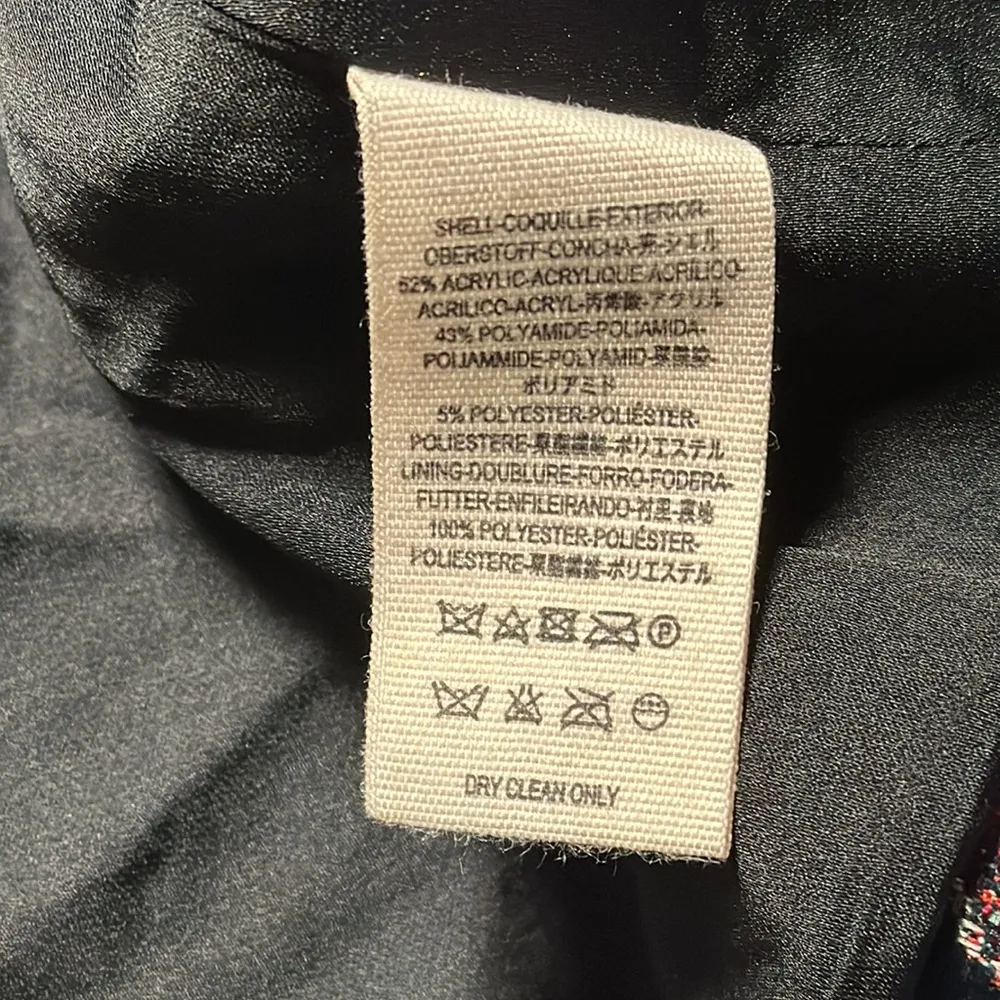 SHELL-COQUILLE-EXTERIOR-
OBERSTOFF-CONCHA-壳-シエル
52% ACRYLIC-ACRYLIQUE-ACRÍLICO-
ACRILICO-ACRYL-丙烯酸-アクリル
43% POLYAMIDE-POLIAMIDA-
POLIAMMIDE-POLYAMID-聚酰胺-
ポリアミド
5% POLYESTER-POLIÉSTER-
POLIESTERE-聚酯纖維-ポリエステル
LINING-DOUBLURE-FORRO-FODERA-
FUTTER-ENFILEIRANDO-衬里-裏地
100% POLYESTER-POLIÉSTER-
POLIESTERE-聚酯纖維-ポリエステル
P
DRY CLEAN ONLY